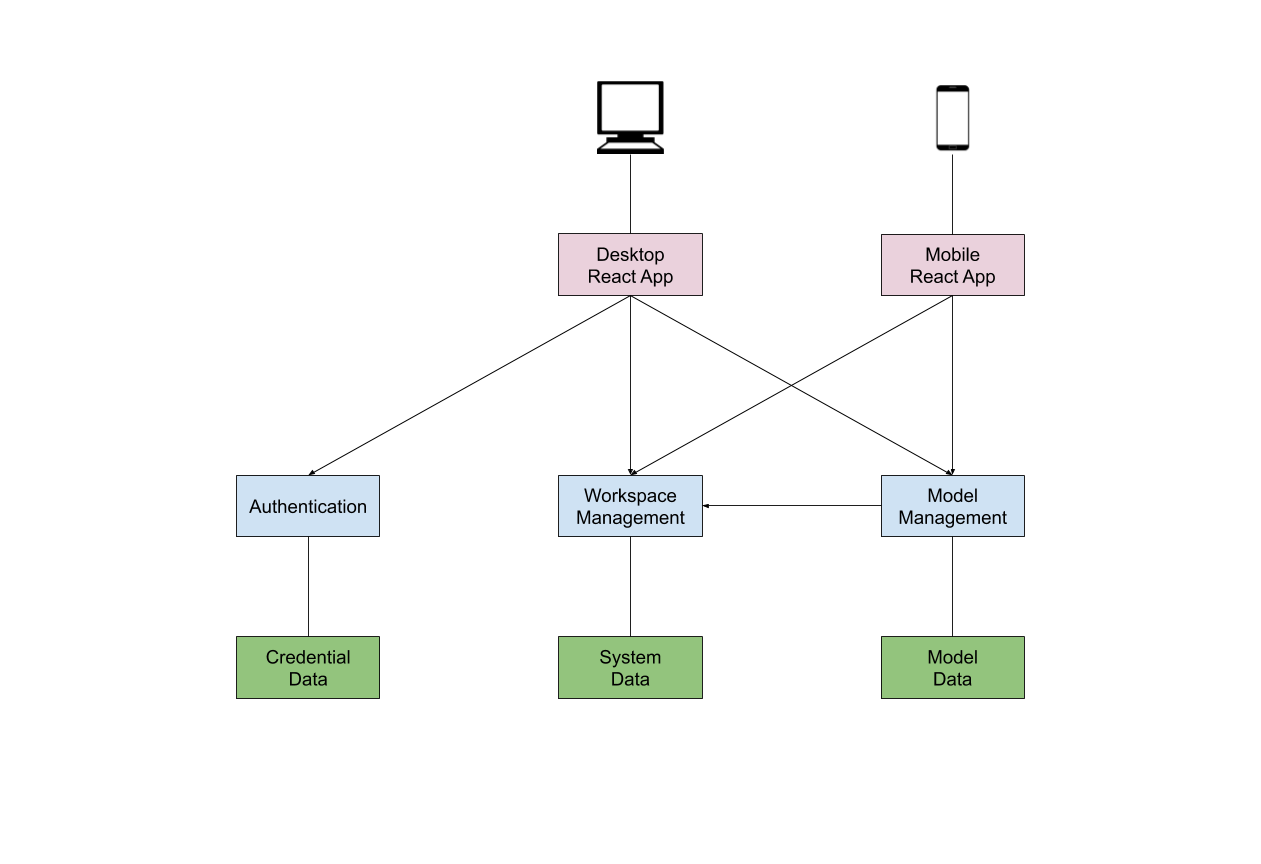 Desktop
React App
Mobile
React App
Authentication
Workspace
Management
Model
Management
Credential
Data
System
Data
Model
Data